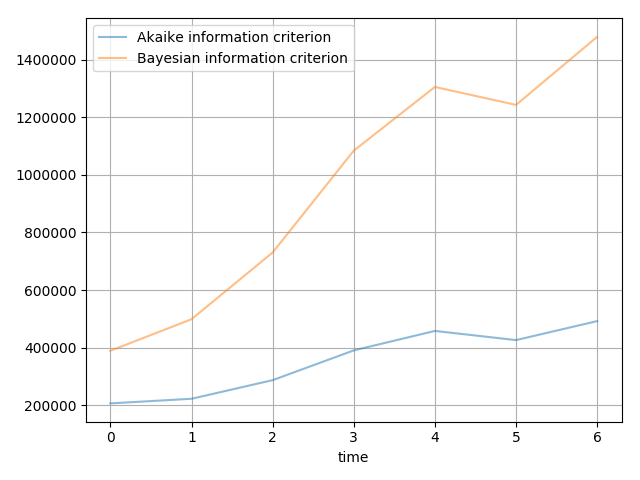 Akaike information criterion
Bayesian information criterion
1400000
1200000
1000000
800000
600000
400000
200000
0 1 2 3 4 5 6
time